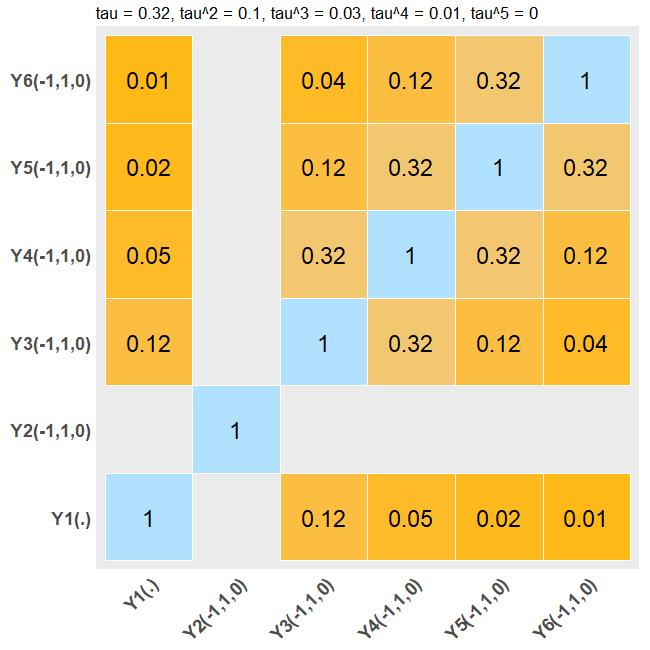 tau = 0.32, tau^2 = 0.1, tau^3 = 0.03, tau^4 = 0.01, tau^5 = 0
Y6(-1,1,0) 0.01 0.04 0.12 0.32 1
Y5(-1,1,0) 0.02 0.12 0.32 1 0.32
Y4(-1,1,0) 0.05 0.32 1 0.32 0.12
Y3(-1,1,0) 0.12 1 0.32 0.12 0.04
Y2(-1,1,0) 1
Y1(.) 1 0.12 0.05 0.02 0.01
Y1(.) Y2(-1,1,0) Y3(-1,1,0) Y4(-1,1,0) Y5(-1,1,0) Y6(-1,1,0)